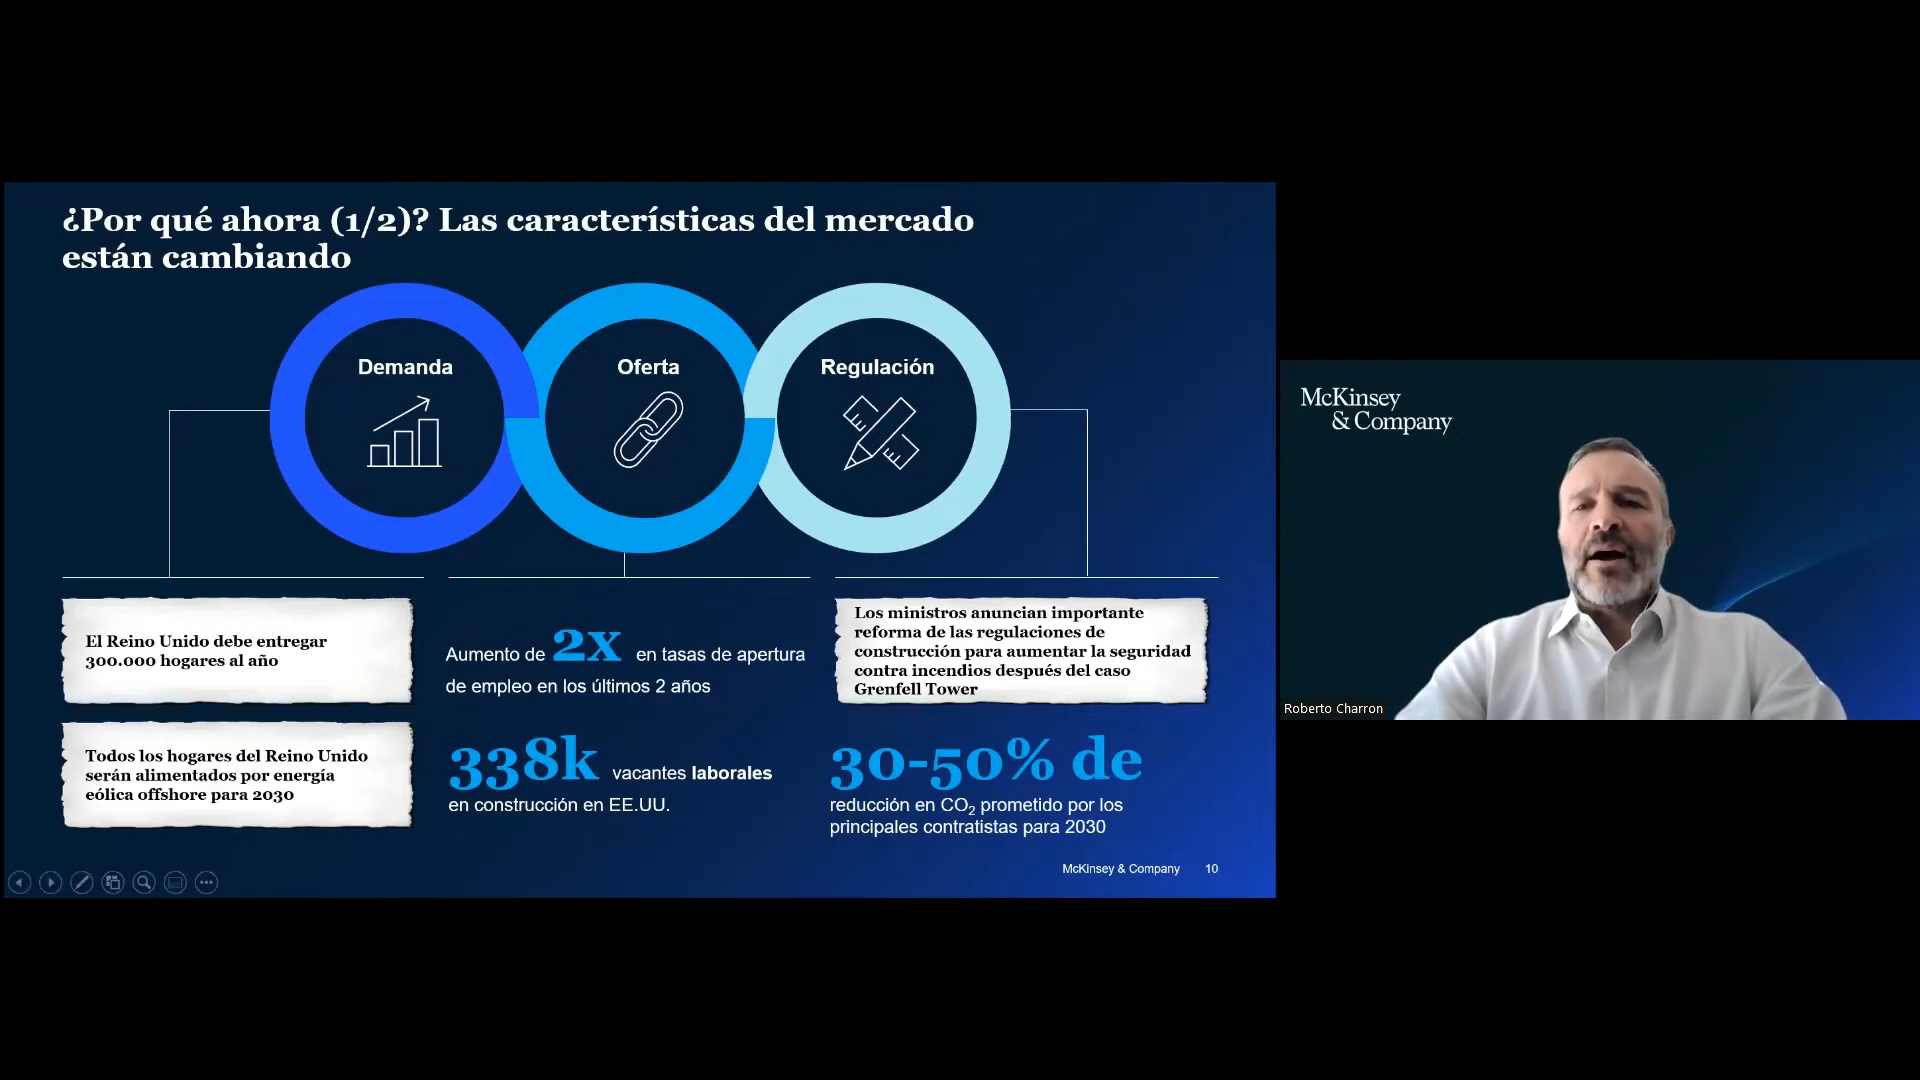 ¿Por qué ahora (1/2)? Las características del mercado
están cambiando
Demanda
Oferta
Regulación
El Reino Unido debe entregar
300.000 hogares al año
Todos los hogares del Reino Unido
serán alimentados por energía
eólica offshore para 2030
Aumento de 2x en tasas de apertura
de empleo en los últimos 2 años
338k vacantes laborales
en construcción en EE.UU.
Los ministros anuncian importante
reforma de las regulaciones de
construcción para aumentar la seguridad
contra incendios después del caso
Grenfell Tower
30-50% de
reducción en CO₂ prometido por los
principales contratistas para 2030
McKinsey & Company 10
McKinsey
& Company
Roberto Charron